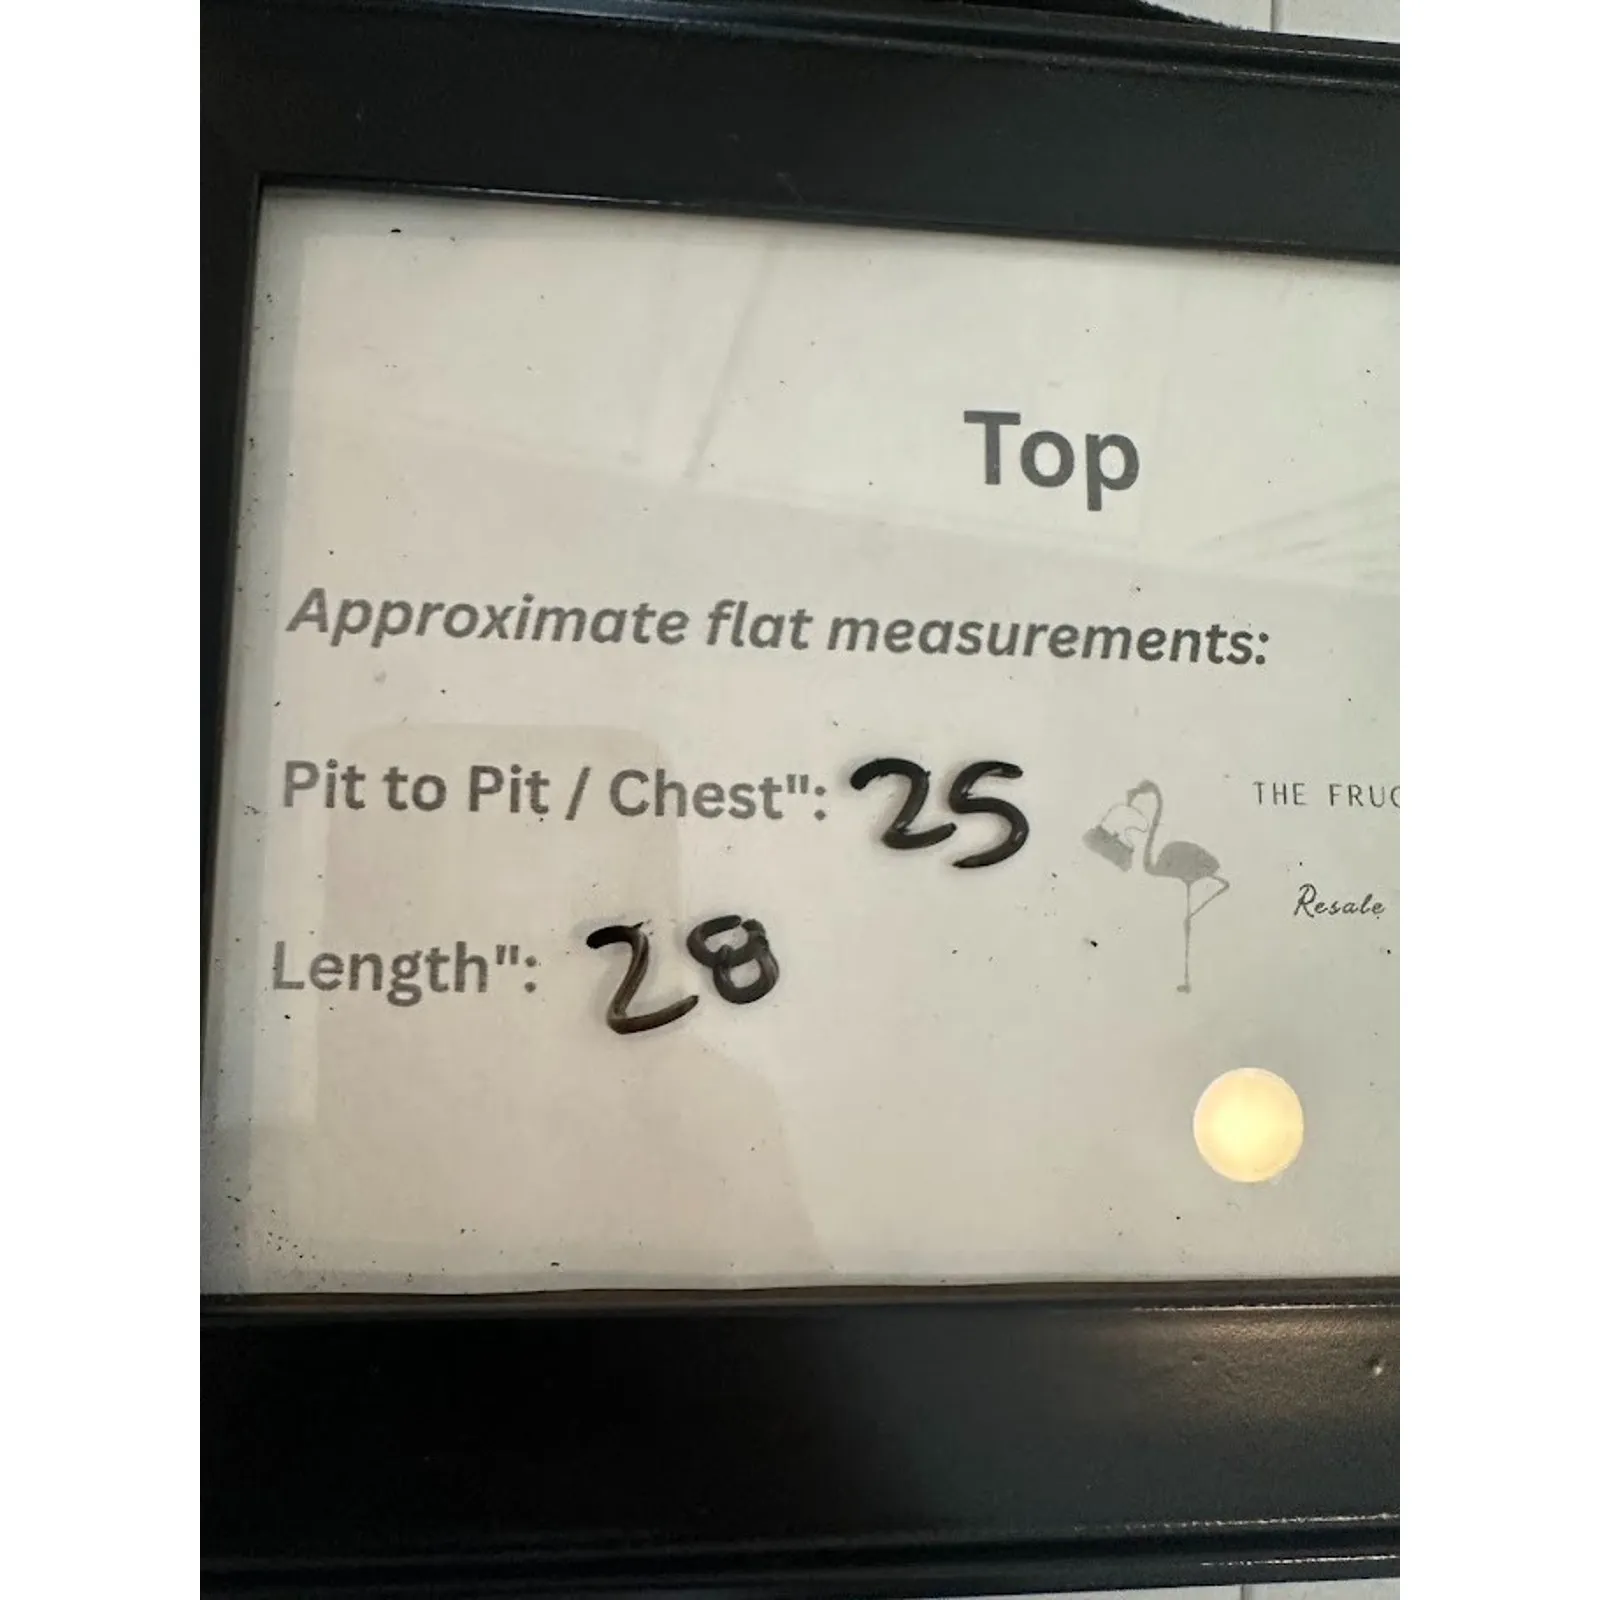 Top
Approximate flat measurements:
Pit to Pit / Chest": 25
THE FRUG
Resale
Length": 28